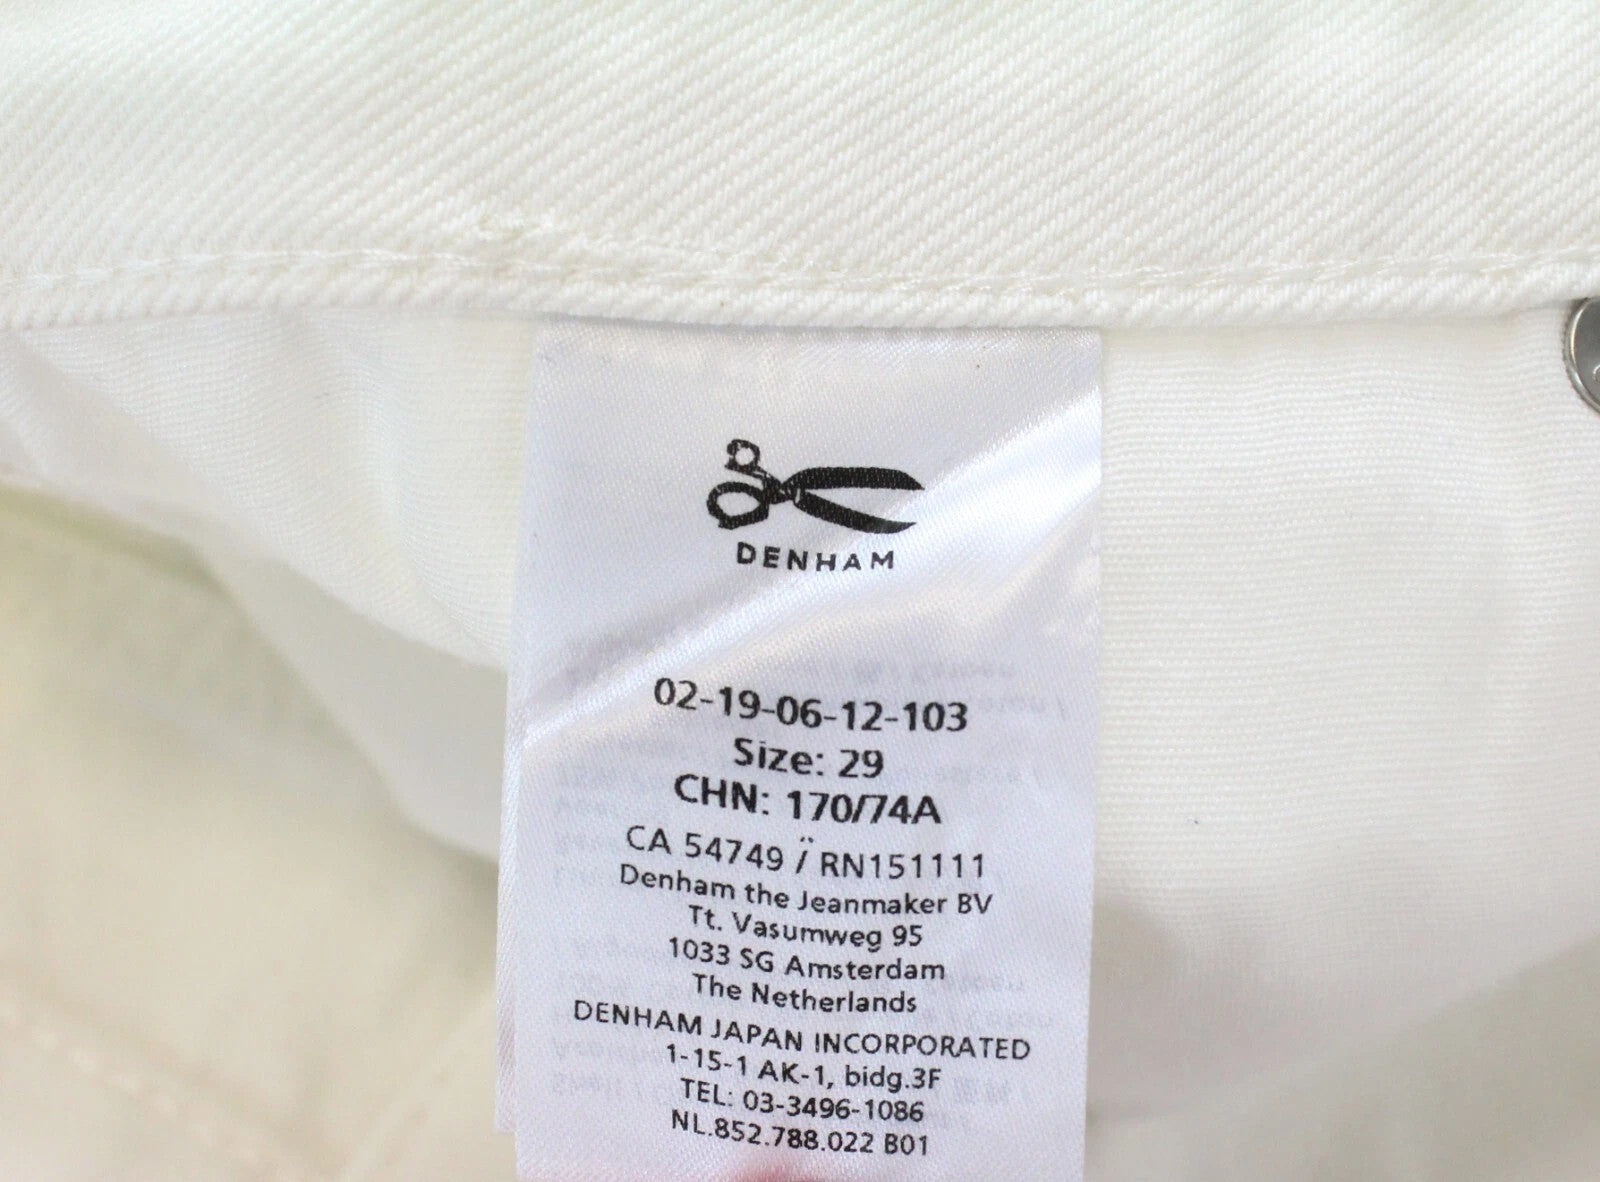 DENHAM
02-19-06-12-103
Size: 29
CHN: 170/74A
CA 54749 / RN151111
Denham the Jeanmaker BV
Tt. Vasumweg 95
1033 SG Amsterdam
The Netherlands
DENHAM JAPAN INCORPORATED
1-15-1 AK-1, bidg.3F
TEL: 03-3496-1086
NL.852.788.022 B01